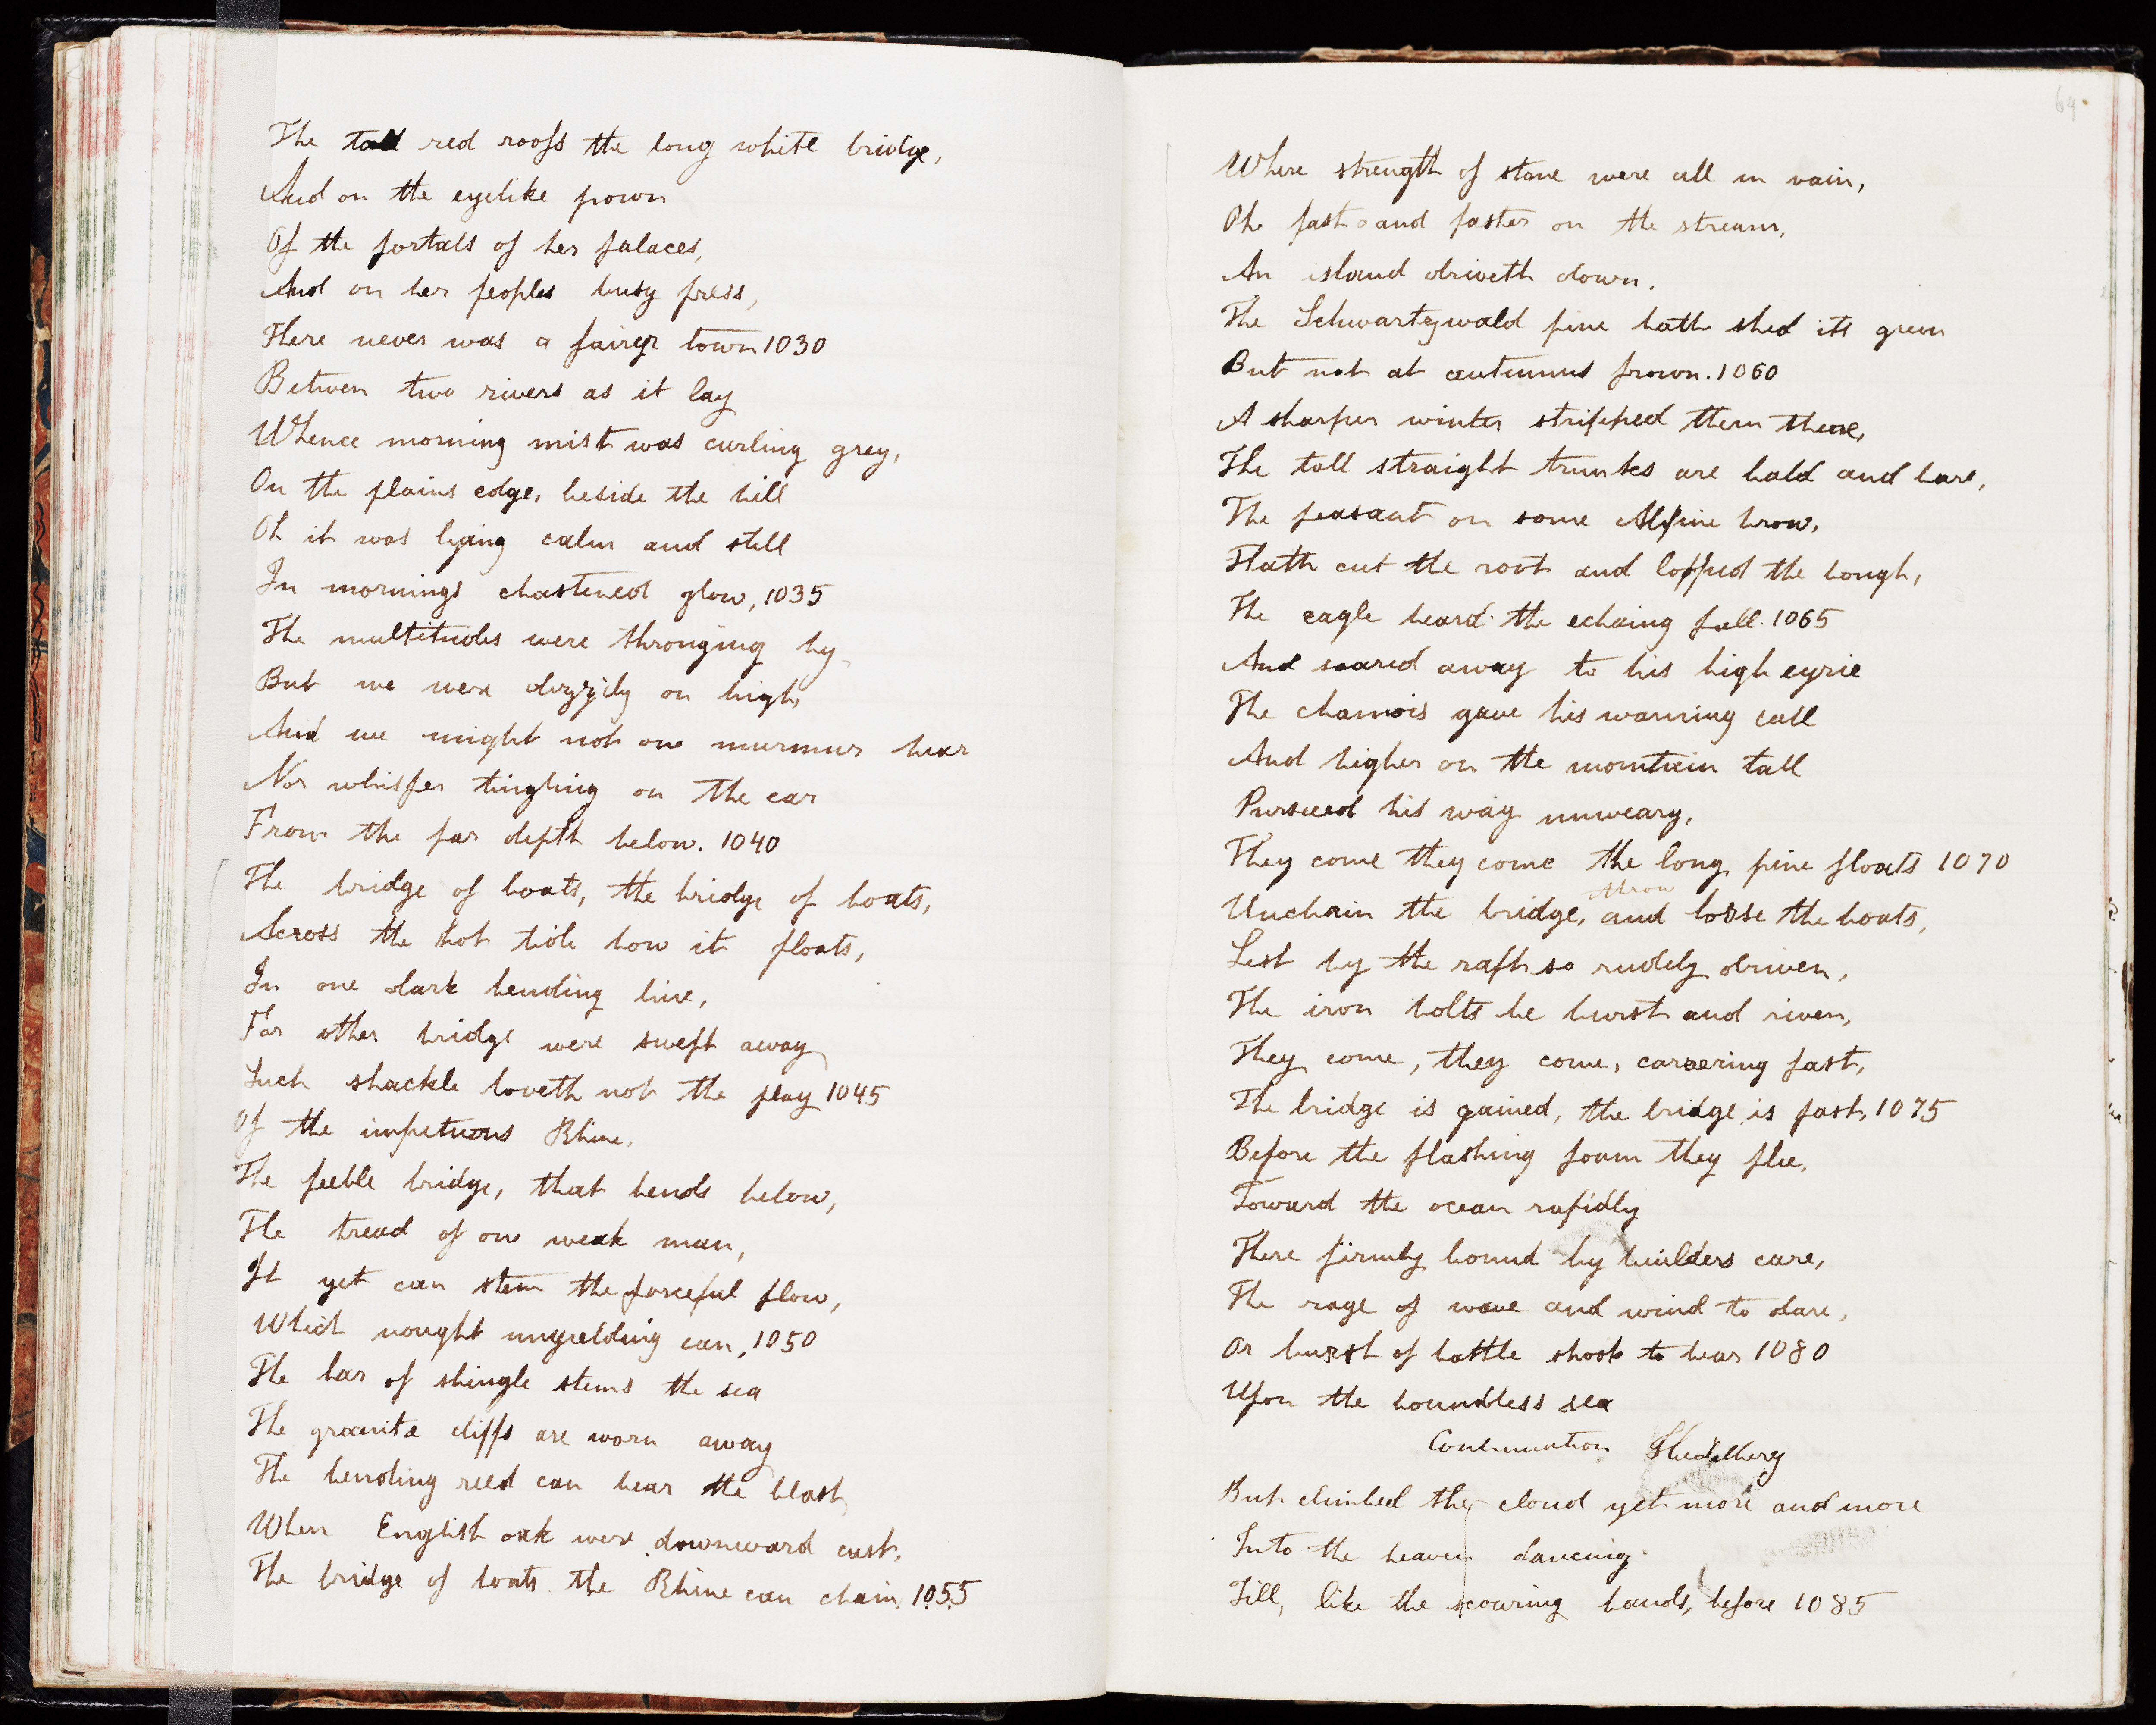 The tall red roofs the long white bridge,
And on the eyelike frown
Of the portals of her palaces,
And on her peoples busy press,
There never was a fairer town 1030
Between two rivers as it lay
Whence morning mist was curling grey,
On the plains edge, beside the hill
Oh it was lying calm and still
In mornings chastened glow, 1035
The multitudes were thronging by,
But we were dizzily on high,
And we might not one murmur hear
Nor whisper tingling on the ear
From the far depth below. 1040
The bridge of boats, the bridge of boats,
Across the hot tide how it floats,
In one dark bending line,
For other bridge were swept away
Such shackle loveth not the play 1045
Of the impetuous Rhine.
The feeble bridge, that bends below,
The tread of one weak man,
It yet can stem the forceful flow,
Which nought unyielding can, 1050
The bar of shingle stems the sea
The granite cliffs are worn away
The bending reed can bear the blast,
When English oak were downward cast,
The bridge of boats the Rhine can chain, 1055
64
Where strength of stone were all in vain,
Oh fast and faster on the stream,
An island driveth down.
The Schwartzwald pine hath shed its green
But not at autumns frown. 1060
A sharper winter stripped them there,
The tall straight trunks are bald and bare,
The peasant on some Alpine brow,
Hath cut the root and lopped the bough,
The eagle heard the echoing fall. 1065
And soared away to his high eyrie
The chamois gave his warning call
And higher on the mountain tall
Pursued his way unweary.
They come they come the long pine floats 1070
throw
Unchain the bridge, and loose the boats,
Lest by the raft so rudely driven,
The iron bolts be burst and riven,
They come, they come, careering fast,
The bridge is gained, the bridge is past, 1075
Before the flashing foam they flee,
Toward the ocean rapidly
There firmly bound by builders care,
The rage of wave and wind to dare,
Or burst of battle shock to bear 1080
Upon the boundless sea
Continuation Heidelberg
But climbed the cloud yet more and more
Into the heaven dancing.
Till, like the scouring bands, before 1085